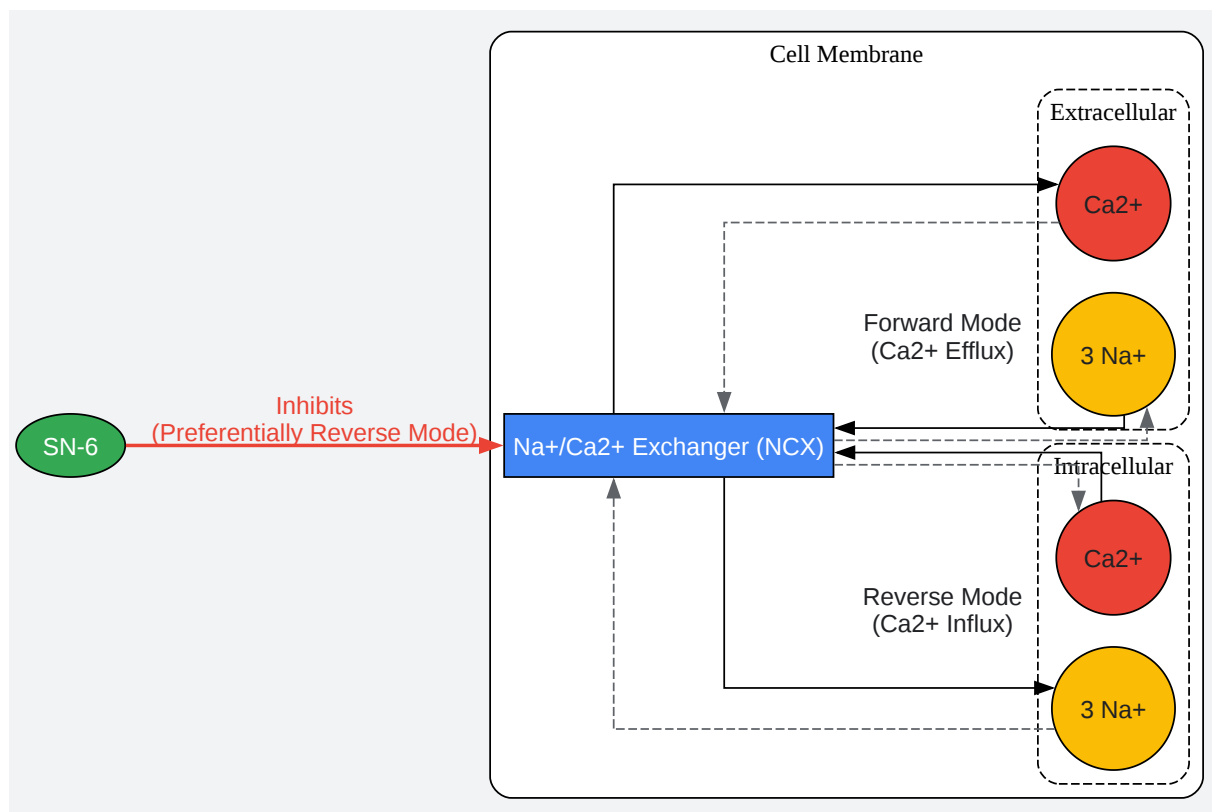 Cell Membrane
Extracellular
Ca2+
Forward Mode
(Ca2+ Efflux)
3 Na+
Inhibits
(Preferentially Reverse Mode)
SN-6
Na+/Ca2+ Exchanger (NCX)
Intracellular
Ca2+
Reverse Mode
(Ca2+ Influx)
3 Na+